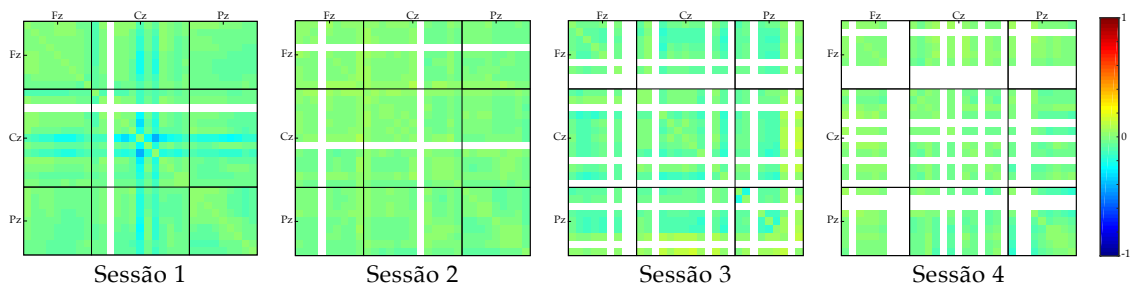 Fz Cz Pz Fz Cz Pz Fz Cz Pz Fz Cz Pz 1
Fz Fz Fz Fz
Cz Cz Cz Cz 0
Pz Pz Pz Pz
-1
Sessão 1 Sessão 2 Sessão 3 Sessão 4